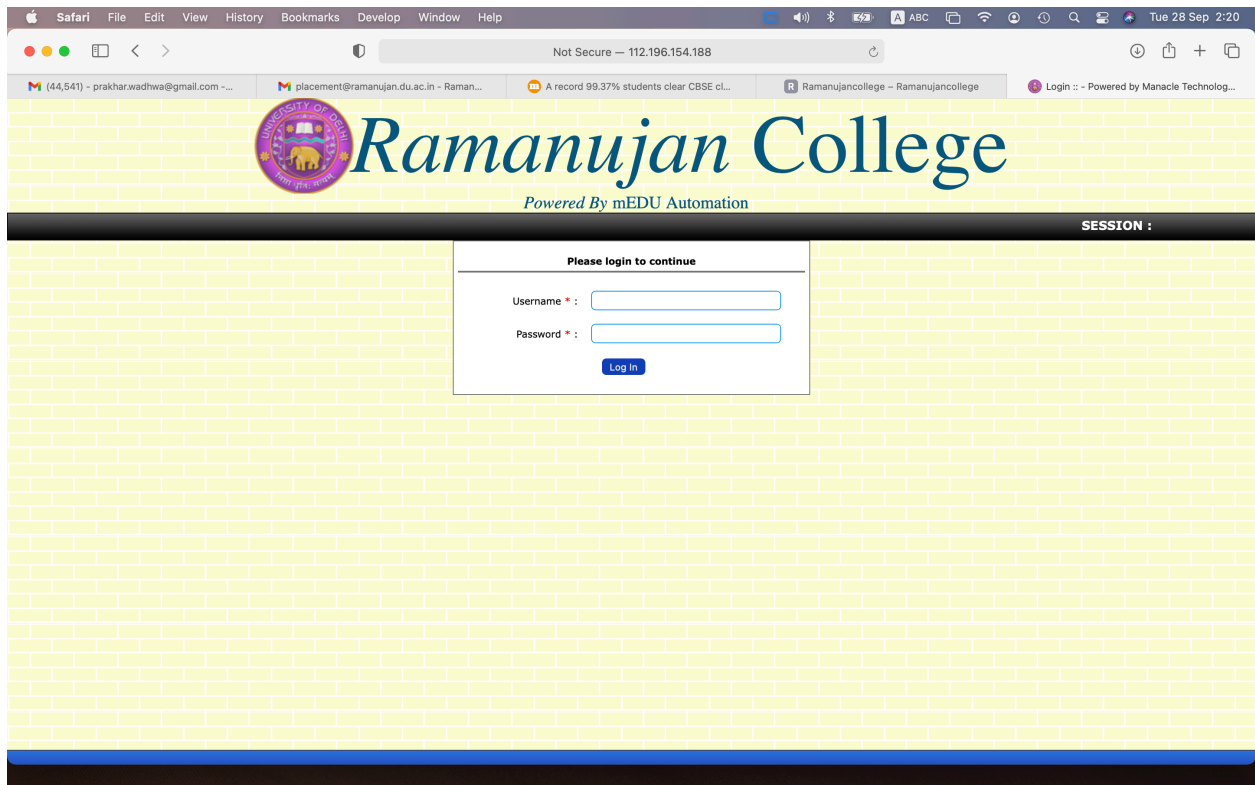 Safari File Edit View History Bookmarks Develop Window Help A ABC Tue 28 Sep 2:20
Not Secure — 112.196.154.188
(44,541) - prakhar.wadhwa@gmail.com -... placement@ramanujan.du.ac.in - Raman... A record 99.37% students clear CBSE cl... R Ramanujancollege – Ramanujancollege Login :: - Powered by Manacle Technolog...
UNIVERSITY OF DELHI
Ramanujan College
Powered By mEDU Automation
SESSION :
Please login to continue
Username * :
Password * :
Log In